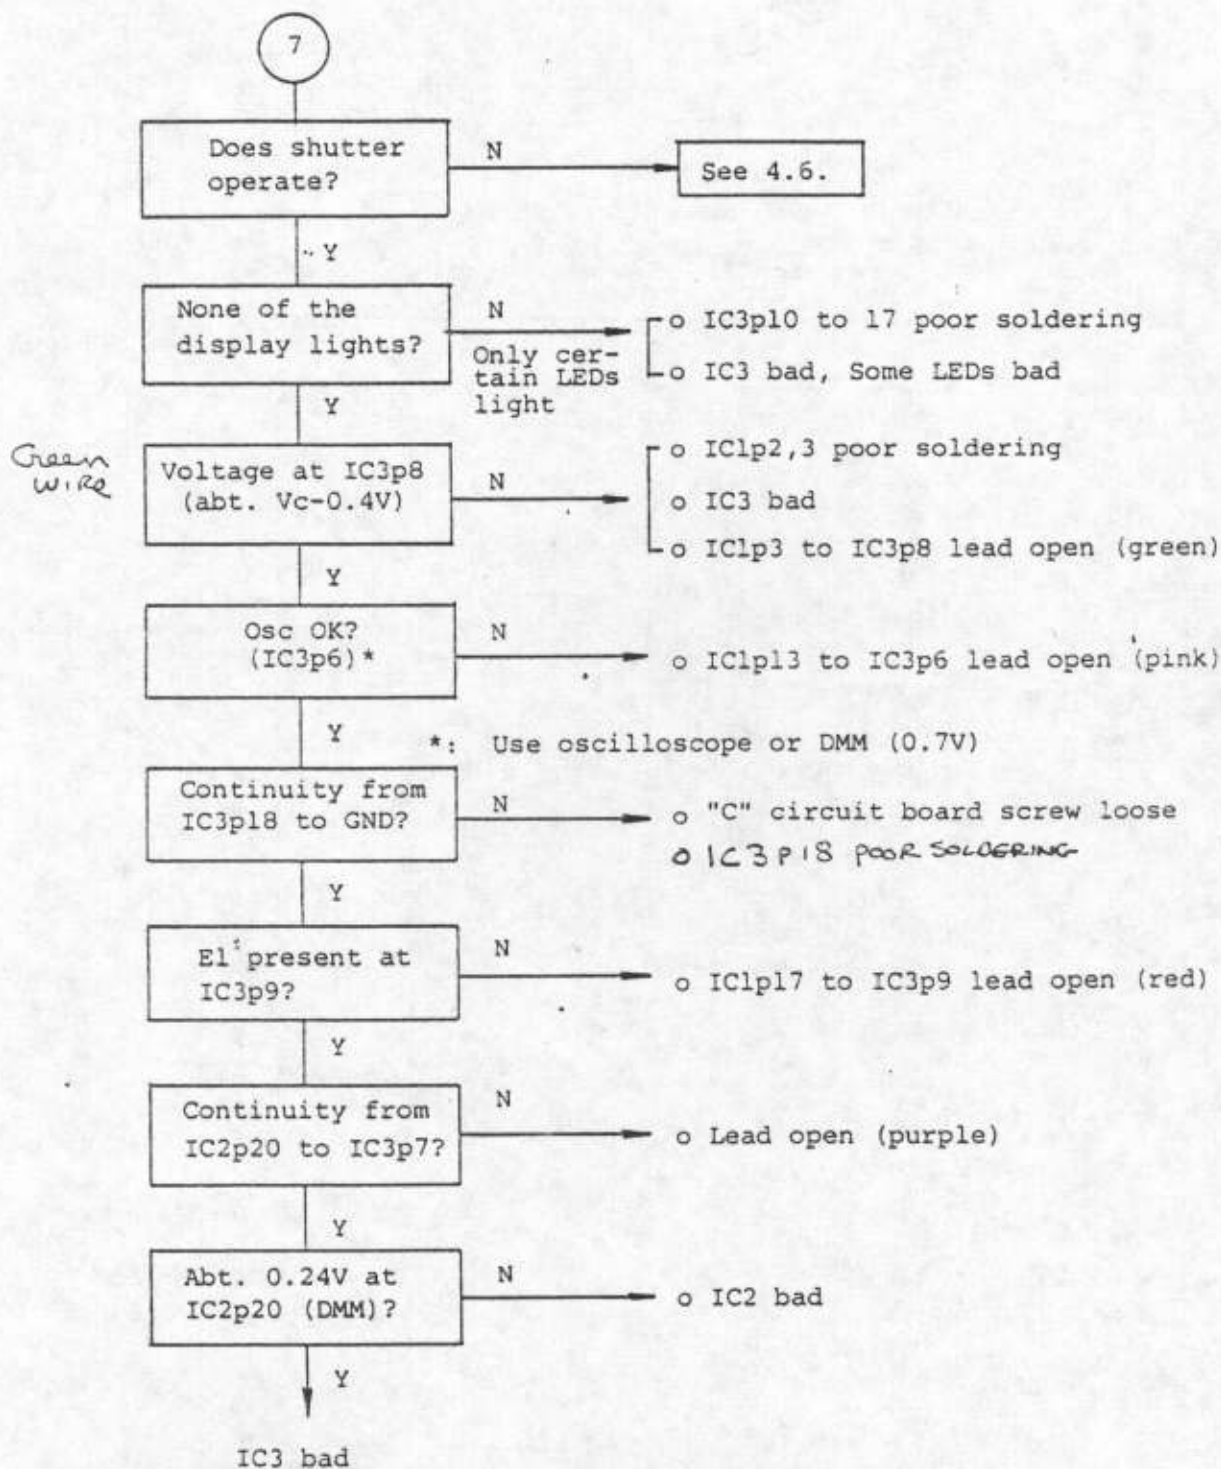 7
Does shutter
operate?
N
See 4.6.
Y
None of the
display lights?
N
Only cer-
tain LEDs
light
o IC3p10 to 17 poor soldering
o IC3 bad, Some LEDs bad
Y
Green
WIRe
Voltage at IC3p8
(abt. Vc-0.4V)
N
o IC1p2,3 poor soldering
o IC3 bad
o IC1p3 to IC3p8 lead open (green)
Y
Osc OK?
(IC3p6)*
N
o IC1p13 to IC3p6 lead open (pink)
Y
*: Use oscilloscope or DMM (0.7V)
Continuity from
IC3p18 to GND?
N
o "C" circuit board screw loose
o IC3 P18 POOR SOLDERING
Y
E1 present at
IC3p9?
N
o IC1p17 to IC3p9 lead open (red)
Y
Continuity from
IC2p20 to IC3p7?
N
o Lead open (purple)
Y
Abt. 0.24V at
IC2p20 (DMM)?
N
o IC2 bad
Y
IC3 bad